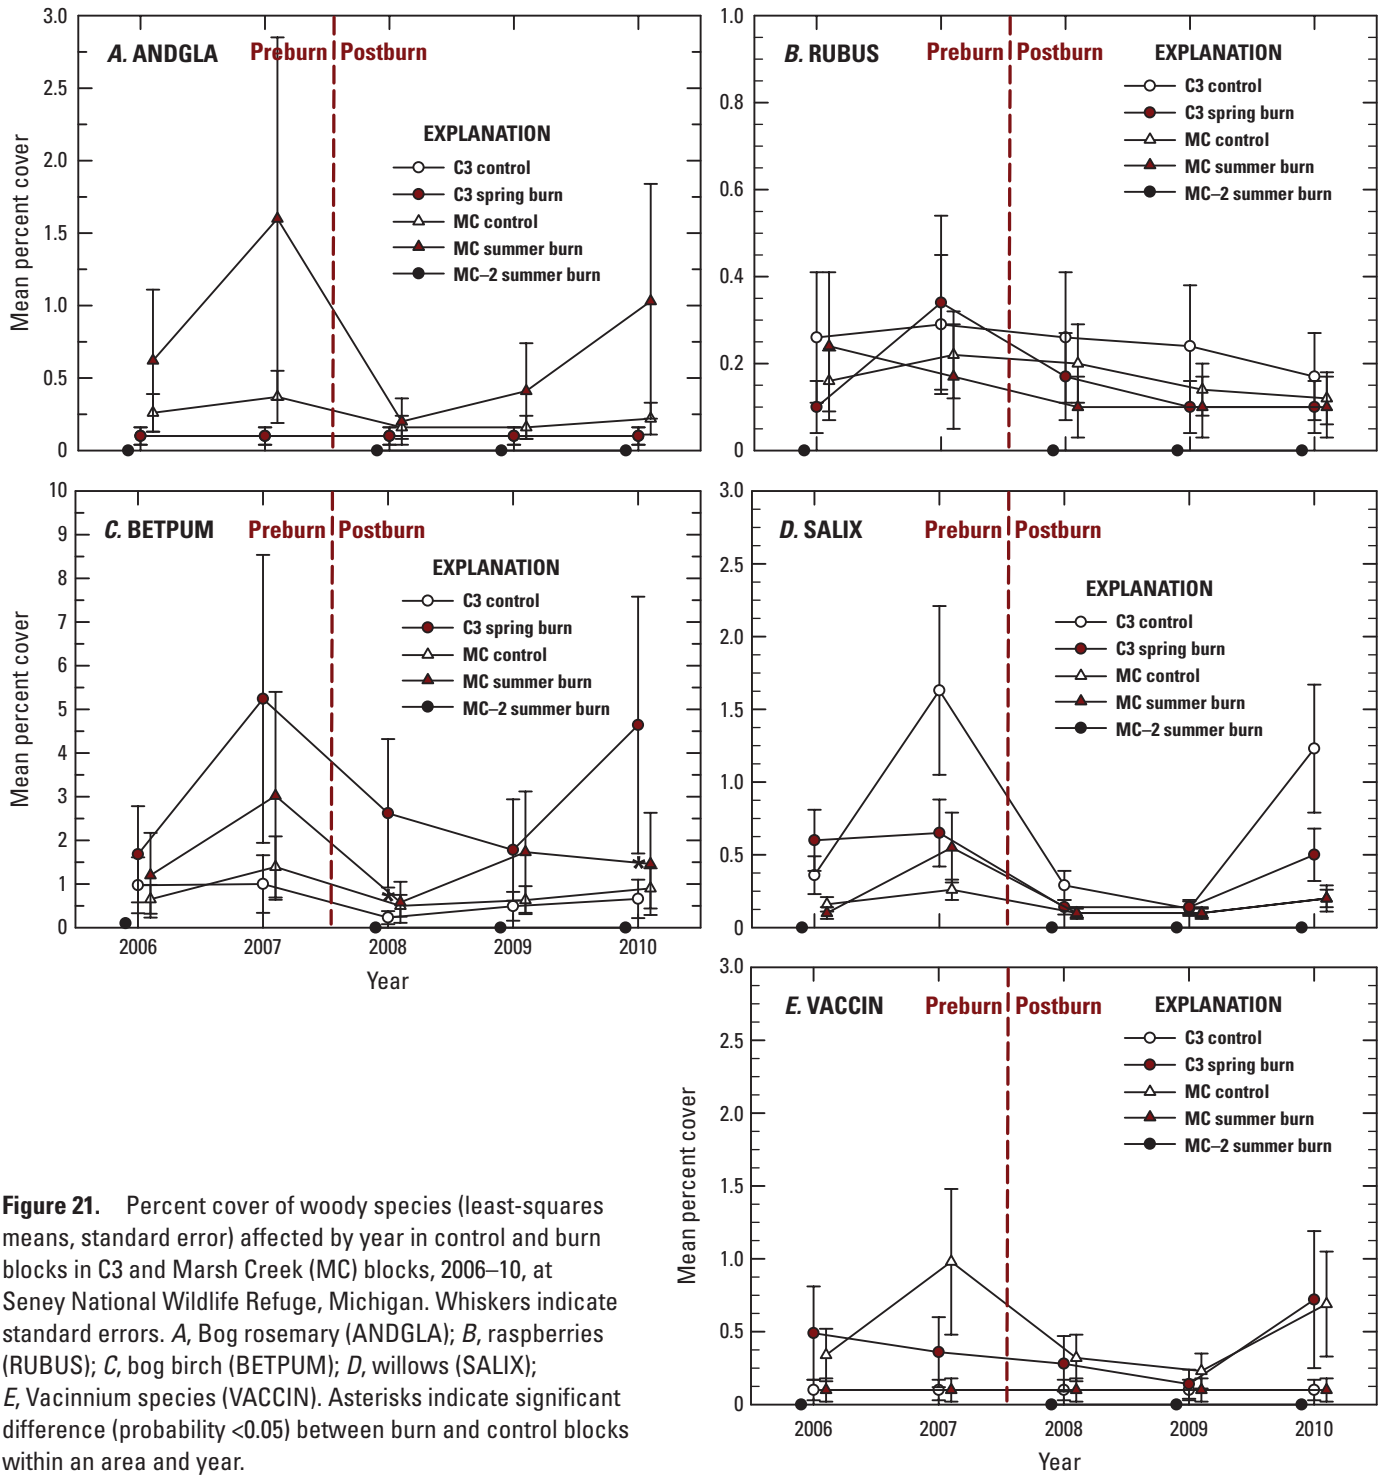 3.0
2.5
2.0
1.5
1.0
0.5
0
Mean percent cover
A. ANDGLA
Preburn
Postburn
EXPLANATION
C3 control
C3 spring burn
MC control
MC summer burn
MC–2 summer burn
1.0
0.8
0.6
0.4
0.2
0
B. RUBUS
Preburn
Postburn
EXPLANATION
C3 control
C3 spring burn
MC control
MC summer burn
MC–2 summer burn
10
9
8
7
6
5
4
3
2
1
0
Mean percent cover
C. BETPUM
Preburn
Postburn
EXPLANATION
C3 control
C3 spring burn
MC control
MC summer burn
MC–2 summer burn
*
*
2006
2007
2008
2009
2010
Year
3.0
2.5
2.0
1.5
1.0
0.5
0
D. SALIX
Preburn
Postburn
EXPLANATION
C3 control
C3 spring burn
MC control
MC summer burn
MC–2 summer burn
3.0
2.5
2.0
1.5
1.0
0.5
0
Mean percent cover
E. VACCIN
Preburn
Postburn
EXPLANATION
C3 control
C3 spring burn
MC control
MC summer burn
MC–2 summer burn
2006
2007
2008
2009
2010
Year
Figure 21. Percent cover of woody species (least-squares
means, standard error) affected by year in control and burn
blocks in C3 and Marsh Creek (MC) blocks, 2006–10, at
Seney National Wildlife Refuge, Michigan. Whiskers indicate
standard errors. A, Bog rosemary (ANDGLA); B, raspberries
(RUBUS); C, bog birch (BETPUM); D, willows (SALIX);
E, Vacinnium species (VACCIN). Asterisks indicate significant
difference (probability <0.05) between burn and control blocks
within an area and year.